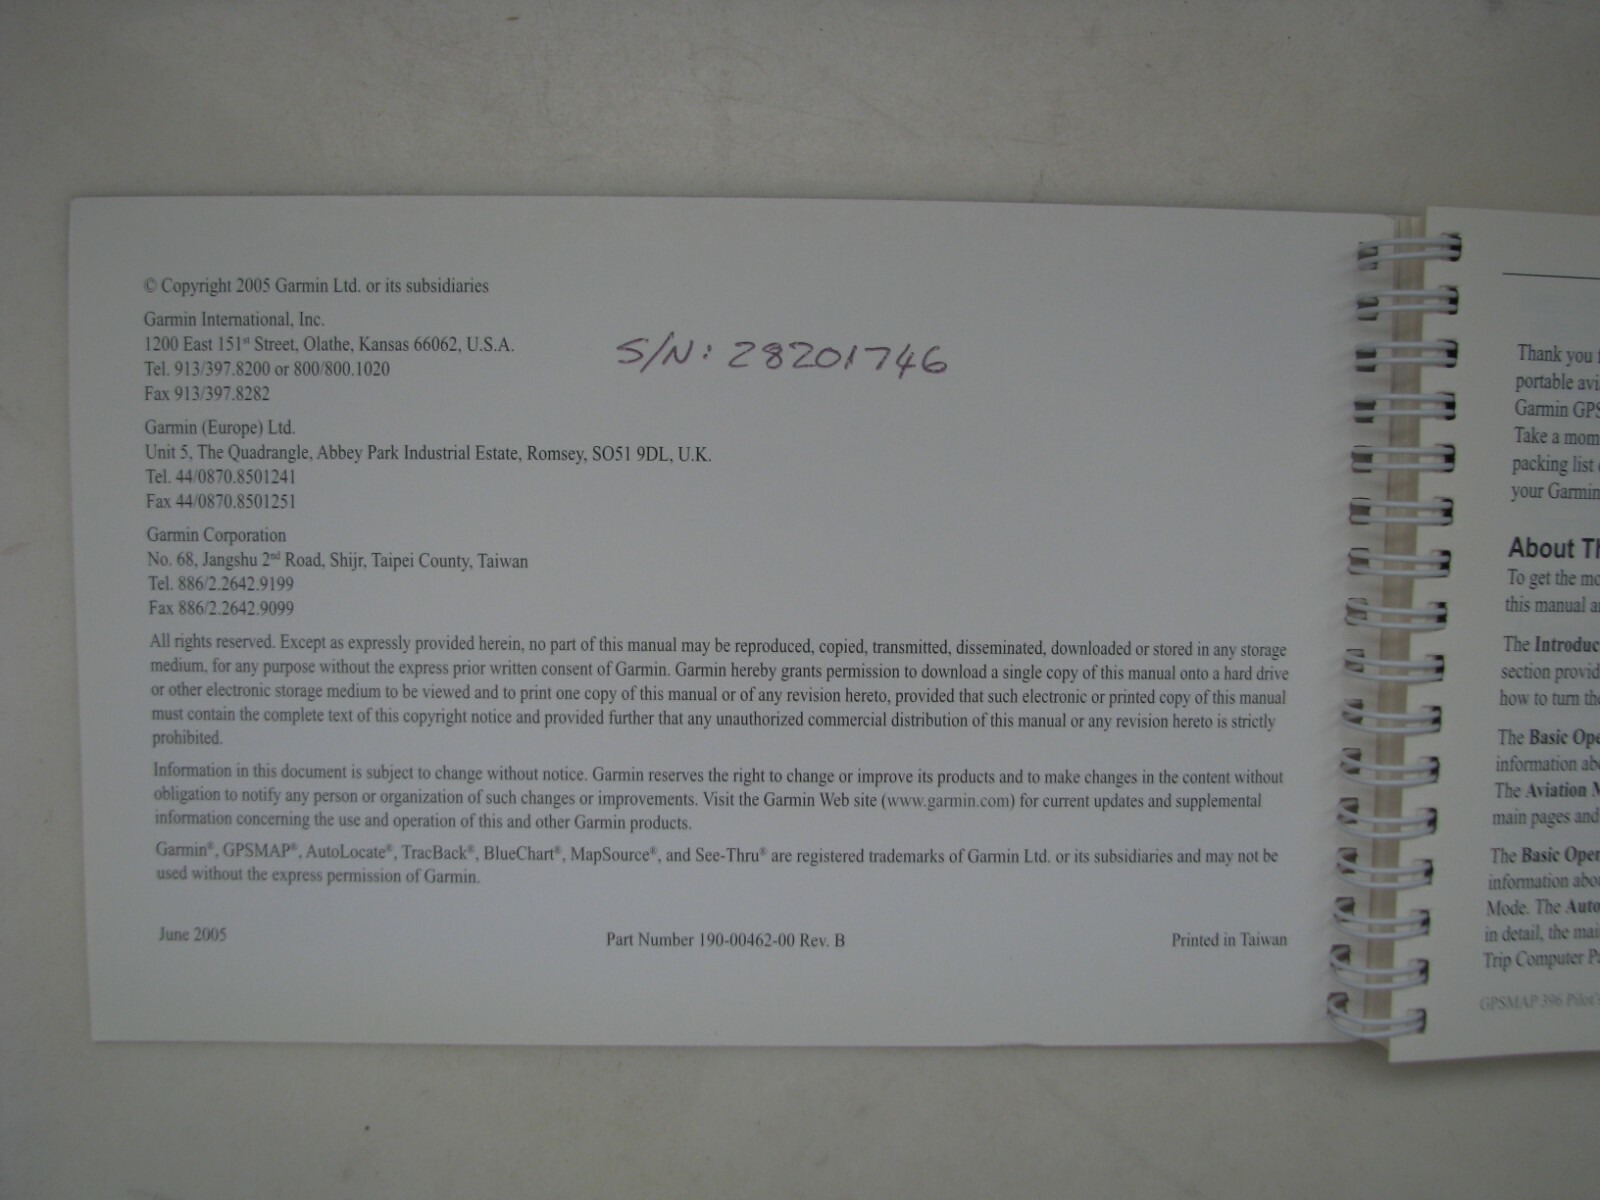 © Copyright 2005 Garmin Ltd. or its subsidiaries
Garmin International, Inc.
1200 East 151st Street, Olathe, Kansas 66062, U.S.A.
Tel. 913/397.8200 or 800/800.1020
Fax 913/397.8282
S/N: 28201746
Garmin (Europe) Ltd.
Unit 5, The Quadrangle, Abbey Park Industrial Estate, Romsey, SO51 9DL, U.K.
Tel. 44/0870.8501241
Fax 44/0870.8501251
Garmin Corporation
No. 68, Jangshu 2nd Road, Shijr, Taipei County, Taiwan
Tel. 886/2.2642.9199
Fax 886/2.2642.9099
All rights reserved. Except as expressly provided herein, no part of this manual may be reproduced, copied, transmitted, disseminated, downloaded or stored in any storage
medium, for any purpose without the express prior written consent of Garmin. Garmin hereby grants permission to download a single copy of this manual onto a hard drive
or other electronic storage medium to be viewed and to print one copy of this manual or of any revision hereto, provided that such electronic or printed copy of this manual
must contain the complete text of this copyright notice and provided further that any unauthorized commercial distribution of this manual or any revision hereto is strictly
prohibited.
Information in this document is subject to change without notice. Garmin reserves the right to change or improve its products and to make changes in the content without
obligation to notify any person or organization of such changes or improvements. Visit the Garmin Web site (www.garmin.com) for current updates and supplemental
information concerning the use and operation of this and other Garmin products.
Garmin®, GPSMAP®, AutoLocate®, TracBack®, BlueChart®, MapSource®, and See-Thru® are registered trademarks of Garmin Ltd. or its subsidiaries and may not be
used without the express permission of Garmin.
June 2005
Part Number 190-00462-00 Rev. B
Printed in Taiwan
Thank you
portable
Garmin
Take a
packing list
your Garmin
About
To get the
this manual
The
section
how to turn
The Basic
information
The Aviation
main pages and
The Basic
information
Mode. The
in detail, the
Trip Computer
GPSMAP 396